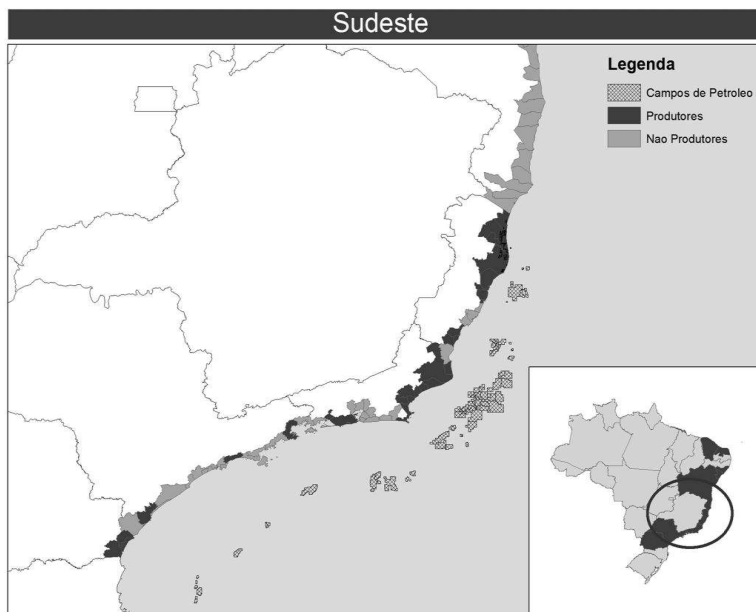 Sudeste
Legenda
Campos de Petroleo
Produtores
Nao Produtores